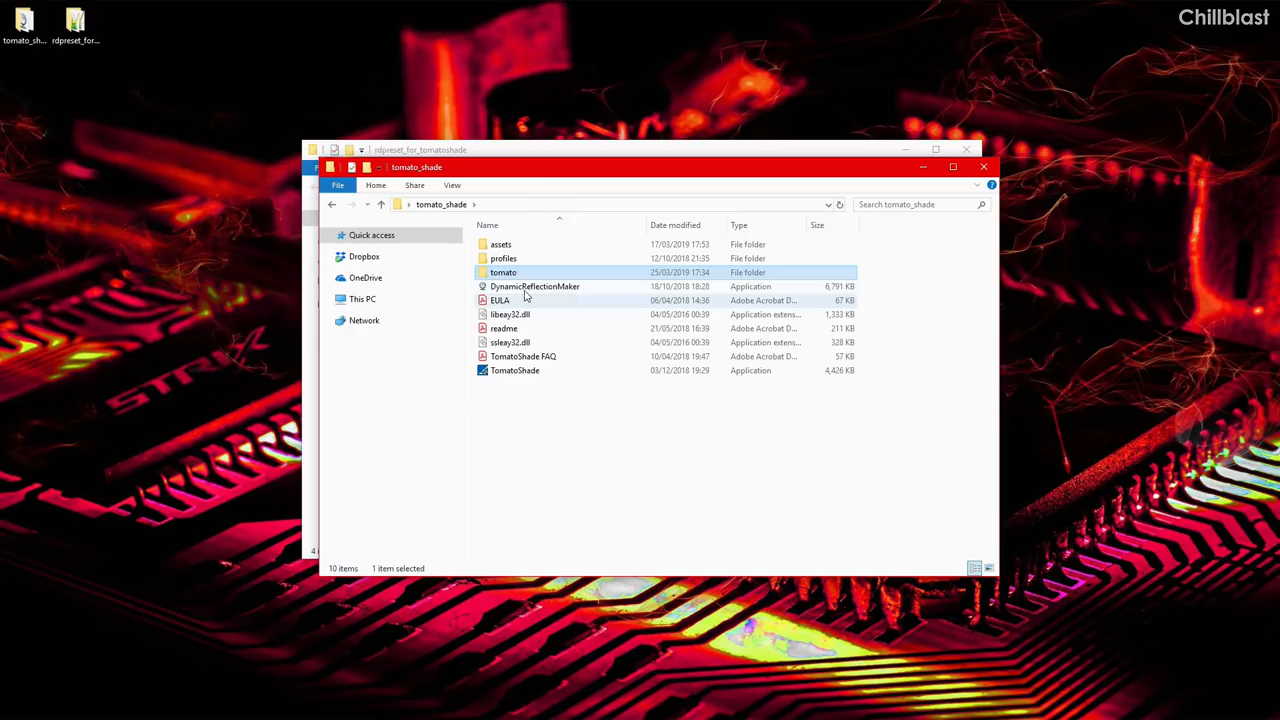 Chillblast
tomato_sh...
rdpreset_for...
rdpreset_for_tomatoshade
tomato_shade
File Home Share View
tomato_shade
Search tomato_shade
Name Date modified Type Size
Quick access
Dropbox
OneDrive
This PC
Network
assets 17/03/2019 17:53 File folder
profiles 12/10/2018 21:35 File folder
tomato 25/03/2019 17:34 File folder
DynamicReflectionMaker 18/10/2018 18:28 Application 6,791 KB
EULA 06/04/2018 14:36 Adobe Acrobat D... 67 KB
libeay32.dll 04/05/2016 00:39 Application extens... 1,333 KB
readme 21/05/2018 16:39 Adobe Acrobat D... 211 KB
ssleay32.dll 04/05/2016 00:39 Application extens... 328 KB
TomatoShade FAQ 10/04/2018 19:47 Adobe Acrobat D... 57 KB
TomatoShade 03/12/2018 19:29 Application 4,426 KB
10 items 1 item selected
STRIX